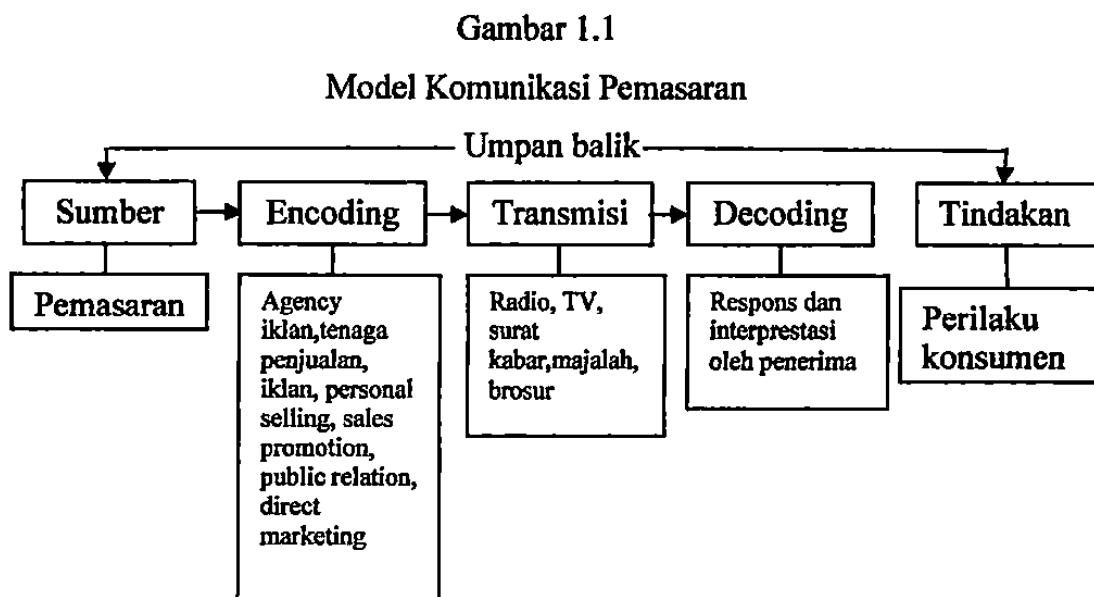 Gambar 1.1
Model Komunikasi Pemasaran
Umpan balik
Sumber
Encoding
Transmisi
Decoding
Tindakan
Pemasaran
Agency
iklan,tenaga
penjualan,
iklan, personal
selling, sales
promotion,
public relation,
direct
marketing
Radio, TV,
surat
kabar,majalah,
brosur
Respons dan
interprestasi
oleh penerima
Perilaku
konsumen